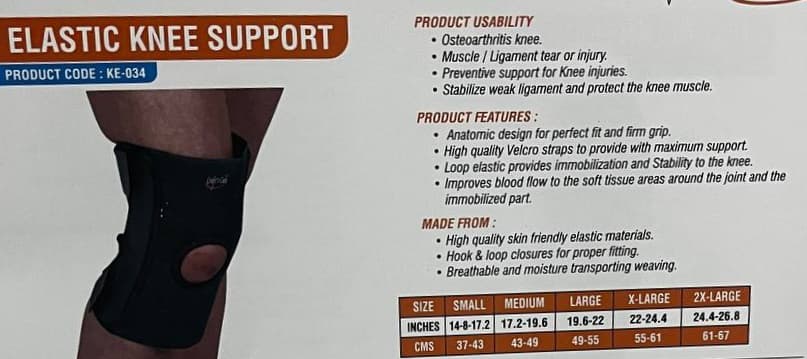 ELASTIC KNEE SUPPORT
PRODUCT CODE : KE-034
PRODUCT USABILITY
• Osteoarthritis knee.
• Muscle / Ligament tear or injury.
• Preventive support for Knee injuries.
• Stabilize weak ligament and protect the knee muscle.
PRODUCT FEATURES :
• Anatomic design for perfect fit and firm grip.
• High quality Velcro straps to provide with maximum support.
• Loop elastic provides immobilization and Stability to the knee.
• Improves blood flow to the soft tissue areas around the joint and the
immobilized part.
MADE FROM :
• High quality skin friendly elastic materials.
• Hook & loop closures for proper fitting.
• Breathable and moisture transporting weaving.
SIZE SMALL MEDIUM LARGE X-LARGE 2X-LARGE
INCHES 14-8-17.2 17.2-19.6 19.6-22 22-24.4 24.4-26.8
CMS 37-43 43-49 49-55 55-61 61-67